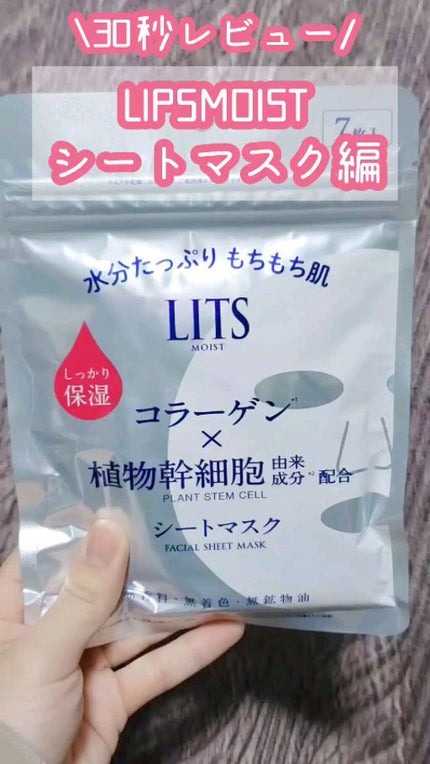 \30秒レビュー/
LIPSMOIST
シートマスク編
水分たっぷり もちもち肌
LITS
MOIST
しっかり
保湿
コラーゲン*1
×
植物幹細胞 由来成分*2 配合
PLANT STEM CELL
シートマスク
FACIAL SHEET MASK
料・無着色・無鉱物油